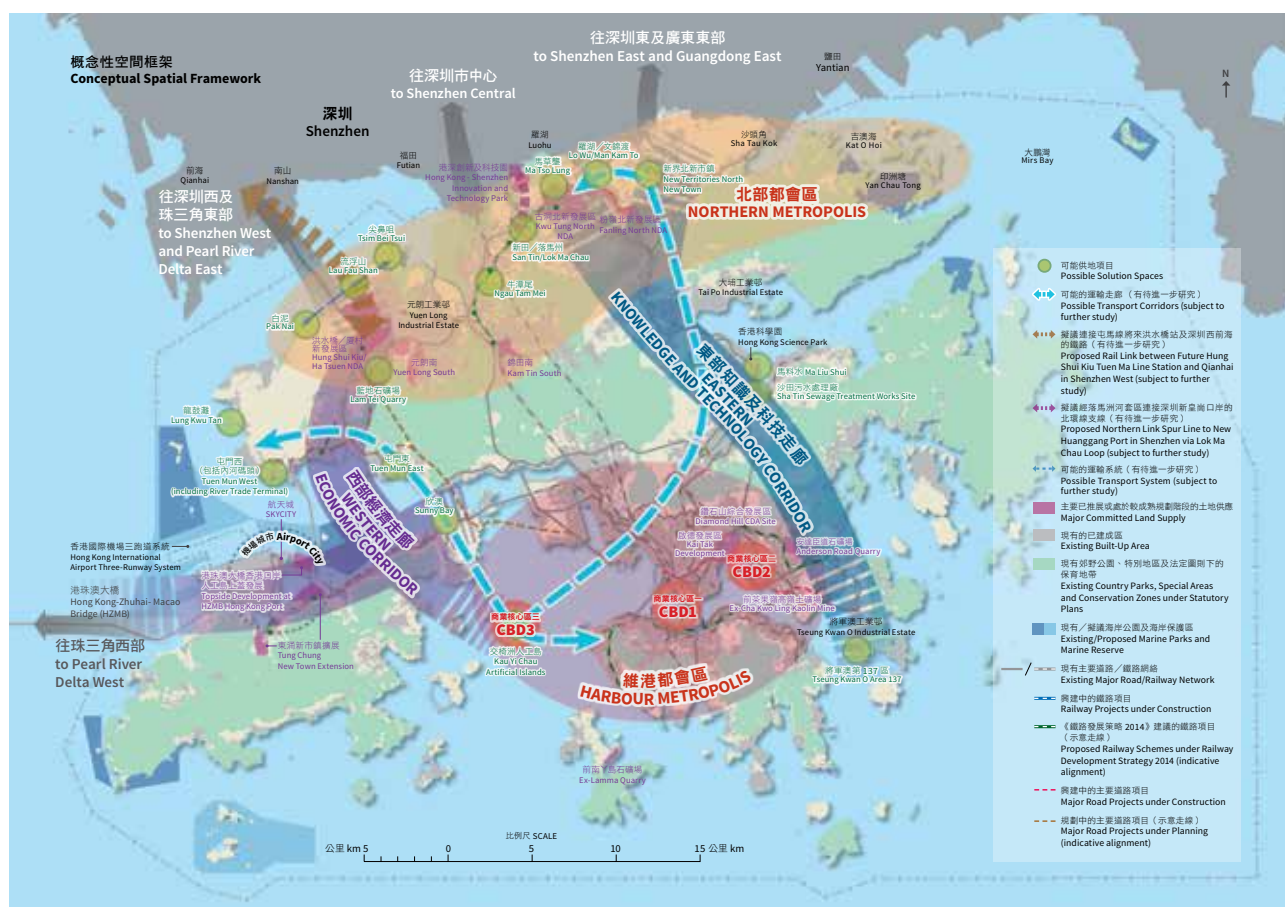 概念性空間框架
Conceptual Spatial Framework
往深圳東及廣東東部
to Shenzhen East and Guangdong East
鹽田
Yantian
往深圳市中心
to Shenzhen Central
N
深圳
Shenzhen
羅湖
Luohu
福田
Futian
前海
Qianhai
南山
Nanshan
往深圳西及
珠三角東部
to Shenzhen West
and Pearl River
Delta East
羅湖／文錦渡
Lo Wu/Man Kam To
馬草壟
Ma Tso Lung
港深創新及科技園
Hong Kong - Shenzhen
Innovation and
Technology Park
新界北新市鎮
New Territories North
New Town
沙頭角
Sha Tau Kok
吉澳海
Kat O Hoi
印洲塘
Yan Chau Tong
大鵬灣
Mirs Bay
北部都會區
NORTHERN METROPOLIS
古洞北新發展區
Kwu Tung North
NDA
粉嶺北新發展區
Fanling North NDA
尖鼻咀
Tsim Bei Tsui
流浮山
Lau Fau Shan
新田／落馬州
San Tin/Lok Ma Chau
牛潭尾
Ngau Tam Mei
白泥
Pak Nai
元朗工業邨
Yuen Long
Industrial Estate
洪水橋／厦村
新發展區
Hung Shui Kiu/
Ha Tsuen NDA
元朗南
Yuen Long South
錦田南
Kam Tin South
藍地石礦場
Lam Tei Quarry
大埔工業邨
Tai Po Industrial Estate
香港科學園
Hong Kong Science Park
馬料水 Ma Liu Shui
沙田污水處理廠
Sha Tin Sewage Treatment Works Site
東部知識及科技走廊
EASTERN
KNOWLEDGE AND TECHNOLOGY CORRIDOR
龍鼓灘
Lung Kwu Tan
屯門西
(包括內河碼頭)
Tuen Mun West
(including River Trade Terminal)
屯門東
Tuen Mun East
欣澳
Sunny Bay
西部經濟走廊
WESTERN
ECONOMIC CORRIDOR
航天城
SKYCITY
機場城市 Airport City
香港國際機場三跑道系統
Hong Kong International
Airport Three-Runway System
港珠澳大橋香港口岸
人工島上蓋發展
Topside Development at
HZMB Hong Kong Port
港珠澳大橋
Hong Kong-Zhuhai- Macao
Bridge (HZMB)
往珠三角西部
to Pearl River
Delta West
東涌新市鎮擴展
Tung Chung
New Town Extension
鑽石山綜合發展區
Diamond Hill CDA Site
啟德發展區
Kai Tak
Development
安達臣道石礦場
Anderson Road Quarry
商業核心區二
CBD2
商業核心區一
CBD1
商業核心區三
CBD3
前茶果嶺高嶺土礦場
Ex-Cha Kwo Ling Kaolin Mine
將軍澳工業邨
Tseung Kwan O Industrial Estate
將軍澳第 137 區
Tseung Kwan O Area 137
交椅洲人工島
Kau Yi Chau
Artificial Islands
維港都會區
HARBOUR METROPOLIS
前南丫島石礦場
Ex-Lamma Quarry
比例尺 SCALE
公里 km 5 0 5 10 15 公里 km
可能供地項目
Possible Solution Spaces
可能的運輸走廊（有待進一步研究）
Possible Transport Corridors (subject to
further study)
擬議連接屯馬線將來洪水橋站及深圳西前海
的鐵路（有待進一步研究）
Proposed Rail Link between Future Hung
Shui Kiu Tuen Ma Line Station and Qianhai
in Shenzhen West (subject to further
study)
擬議經落馬洲河套區連接深圳新皇崗口岸的
北環線支線（有待進一步研究）
Proposed Northern Link Spur Line to New
Huanggang Port in Shenzhen via Lok Ma
Chau Loop (subject to further study)
可能的運輸系統（有待進一步研究）
Possible Transport System (subject to
further study)
主要已推展或處於較成熟規劃階段的土地供應
Major Committed Land Supply
現有的已建成區
Existing Built-Up Area
現有郊野公園、特別地區及法定圖則下的
保育地帶
Existing Country Parks, Special Areas
and Conservation Zones under Statutory
Plans
現有／擬議海岸公園及海岸保護區
Existing/Proposed Marine Parks and
Marine Reserve
現有主要道路／鐵路網絡
Existing Major Road/Railway Network
興建中的鐵路項目
Railway Projects under Construction
《鐵路發展策略 2014》建議的鐵路項目
（示意走線）
Proposed Railway Schemes under Railway
Development Strategy 2014 (indicative
alignment)
興建中的主要道路項目
Major Road Projects under Construction
規劃中的主要道路項目（示意走線）
Major Road Projects under Planning
(indicative alignment)